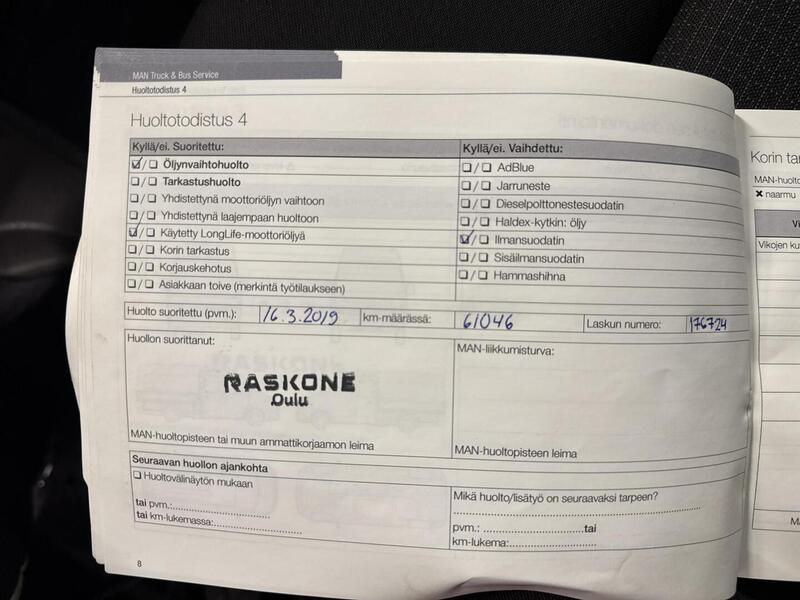 MAN Truck & Bus Service
Huoltotodistus 4
Huoltotodistus 4
Kyllä/ei. Suoritettu:
☑/☐ Öljynvaihtohuolto
☐/☐ Tarkastushuolto
☐/☐ Yhdistettynä moottoriöljyn vaihtoon
☐/☐ Yhdistettynä laajempaan huoltoon
☑/☐ Käytetty LongLife-moottoriöljyä
☐/☐ Korin tarkastus
☐/☐ Korjauskehotus
☐/☐ Asiakkaan toive (merkintä työtilaukseen)
Kyllä/ei. Vaihdettu:
☐/☐ AdBlue
☐/☐ Jarruneste
☐/☐ Dieselpolttonestesuodatin
☐/☐ Haldex-kytkin: öljy
☑/☐ Ilmansuodatin
☐/☐ Sisäilmansuodatin
☐/☐ Hammashihna
Huolto suoritettu (pvm.): 16.3.2019 km-määrässä: 61046 Laskun numero: 176724
Huollon suorittanut:
RASKONE
Oulu
MAN-huoltopisteen tai muun ammattikorjaamon leima
MAN-liikkumisturva:
MAN-huoltopisteen leima
Seuraavan huollon ajankohta
☐ Huoltovälinäytön mukaan
tai pvm.:
tai km-lukemassa:
Mikä huolto/lisätyö on seuraavaksi tarpeen?
pvm.: tai
km-lukema:
8
Korin tar
MAN-huolto
✕ naarmu
Vi
Vikojen ku
MA